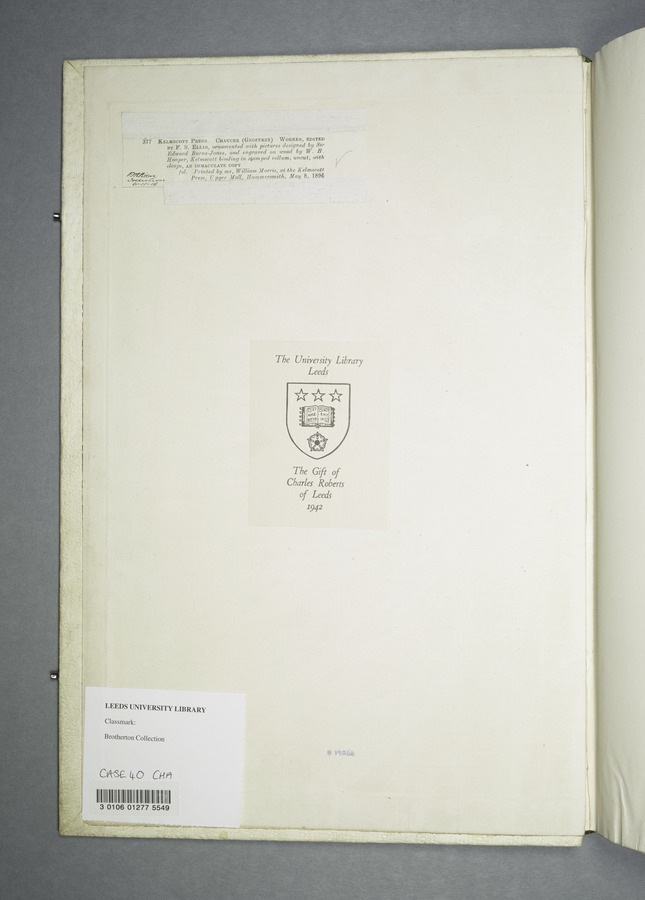 577 KELMSCOTT PRESS CHAUCER (GEOFFREY) WORKES, EDITED
BY F. S. ELLIS, ornamented with pictures designed by Sir
Edward Burne-Jones, and engraved on wood by W. H.
Hooper, Kelmscott binding in stamped vellum, uncut, with
clasps, AN IMMACULATE COPY
fol. Printed by me, William Morris, at the Kelmscott
Press, Upper Mall, Hammersmith, May 8, 1896
The University Library
Leeds
The Gift of
Charles Roberts
of Leeds
1942
LEEDS UNIVERSITY LIBRARY
Classmark:
Brotherton Collection
CASE 40 CHA
3 0106 01277 5549